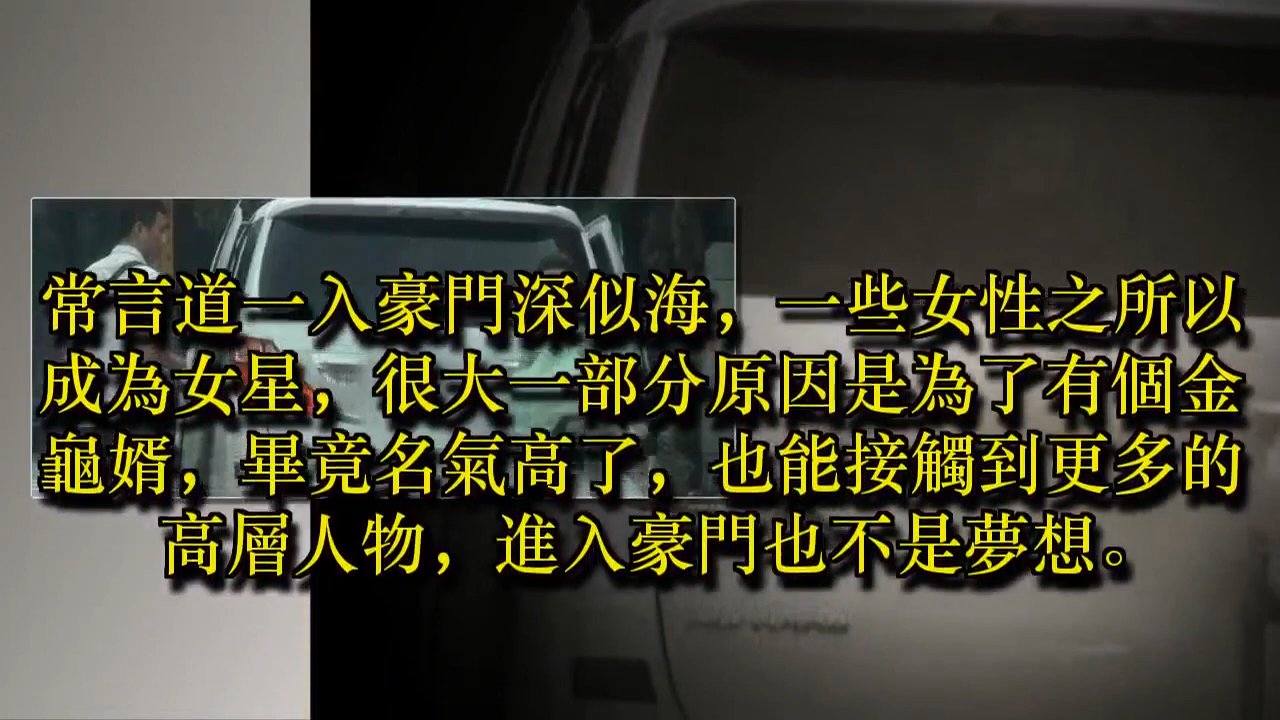 常言道一入豪門深似海，一些女性之所以
成為女星，很大一部分原因是為了有個金
龜婿，畢竟名氣高了，也能接觸到更多的
高層人物，進入豪門也不是夢想。